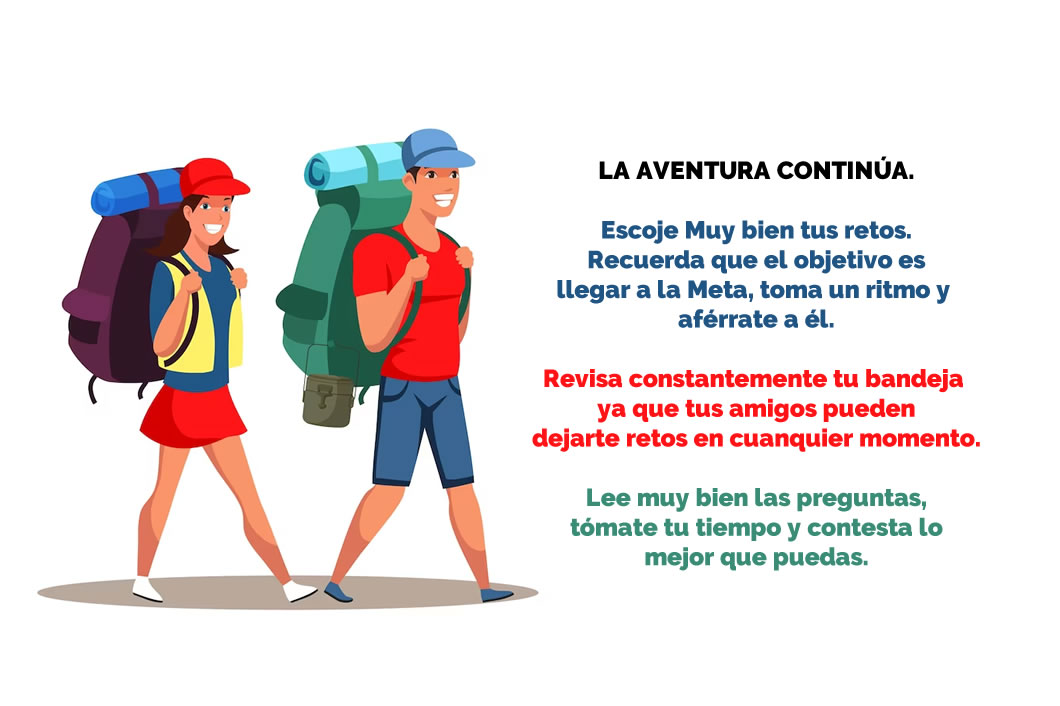 LA AVENTURA CONTINÚA.
Escoje Muy bien tus retos.
Recuerda que el objetivo es
llegar a la Meta, toma un ritmo y
aférrate a él.
Revisa constantemente tu bandeja
ya que tus amigos pueden
dejarte retos en cuanquier momento.
Lee muy bien las preguntas,
tómate tu tiempo y contesta lo
mejor que puedas.